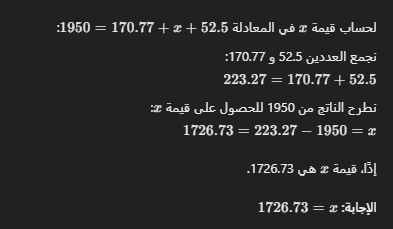 لحساب قيمة x في المعادلة 1950 = 170.77 + x + 52.5:
نجمع العددين 52.5 و 170.77:
223.27 = 170.77 + 52.5
نطرح الناتج من 1950 للحصول على قيمة x:
1726.73 = 223.27 − 1950 = x
إذًا، قيمة x هي 1726.73.
الإجابة: 1726.73 = x